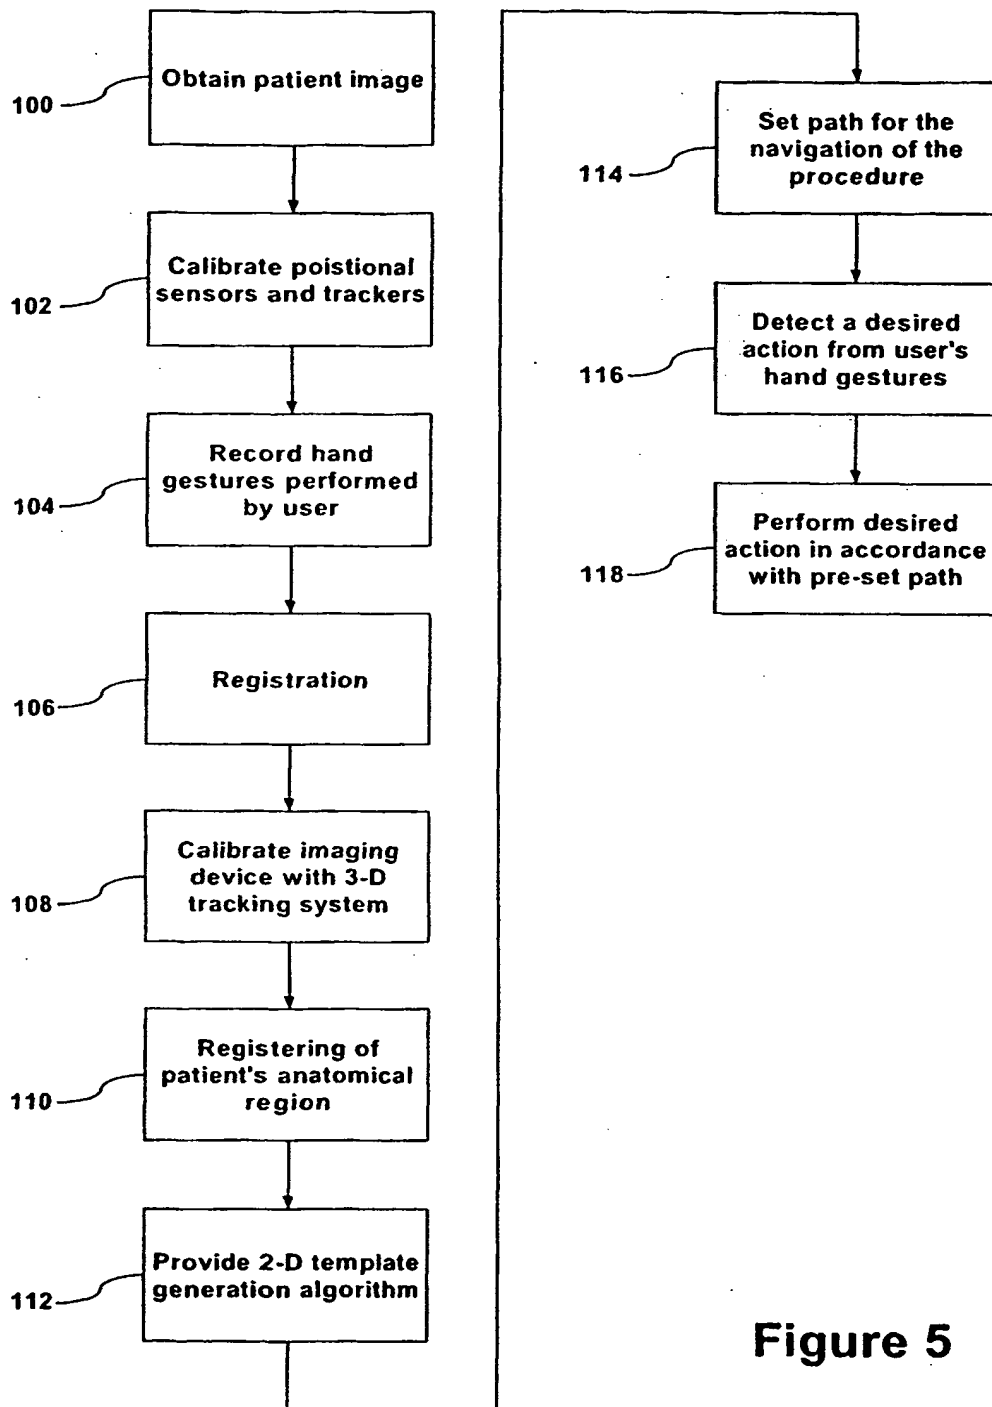 100
Obtain patient image
102
Calibrate poistional
sensors and trackers
104
Record hand
gestures performed
by user
106
Registration
108
Calibrate imaging
device with 3-D
tracking system
110
Registering of
patient's anatomical
region
112
Provide 2-D template
generation algorithm
114
Set path for the
navigation of the
procedure
116
Detect a desired
action from user's
hand gestures
118
Perform desired
action in accordance
with pre-set path
Figure 5